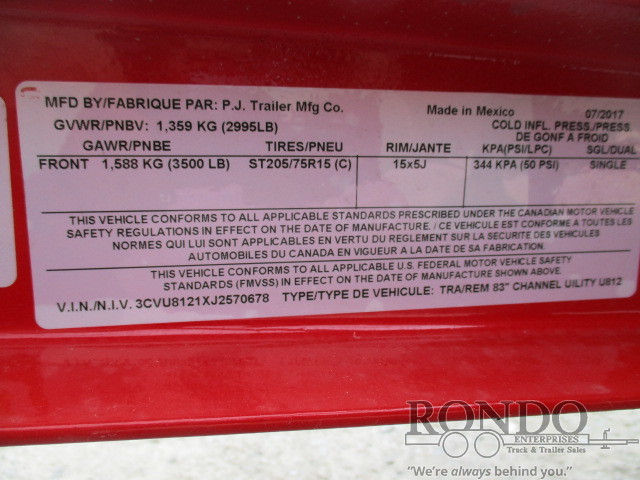 MFD BY/FABRIQUE PAR: P.J. Trailer Mfg Co. Made in Mexico 07/2017
GVWR/PNBV: 1,359 KG (2995LB) COLD INFL. PRESS/PRESS
DE GONF A FROID
GAWR/PNBE TIRES/PNEU RIM/JANTE KPA(PSI/LPC) SGL/DUAL
FRONT 1,588 KG (3500 LB) ST205/75R15 (C) 15x5J 344 KPA (50 PSI) SINGLE
THIS VEHICLE CONFORMS TO ALL APPLICABLE STANDARDS PRESCRIBED UNDER THE CANADIAN MOTOR VEHICLE
SAFETY REGULATIONS IN EFFECT ON THE DATE OF MANUFACTURE. / CE VEHICULE EST CONFORME A TOUTES LES
NORMES QUI LUI SONT APPLICABLES EN VERTU DU REGLEMENT SUR LA SECURITE DES VEHICULES
AUTOMOBILES DU CANADA EN VIGUEUR A LA DATE DE SA FABRICATION.
THIS VEHICLE CONFORMS TO ALL APPLICABLE U.S. FEDERAL MOTOR VEHICLE SAFETY
STANDARDS (FMVSS) IN EFFECT ON THE DATE OF MANUFACTURE SHOWN ABOVE.
V.I.N./N.I.V. 3CVU8121XJ2570678 TYPE/TYPE DE VEHICULE: TRA/REM 83" CHANNEL UILITY U812
RONDO
ENTERPRISES
Truck & Trailer Sales
"We're always behind you."